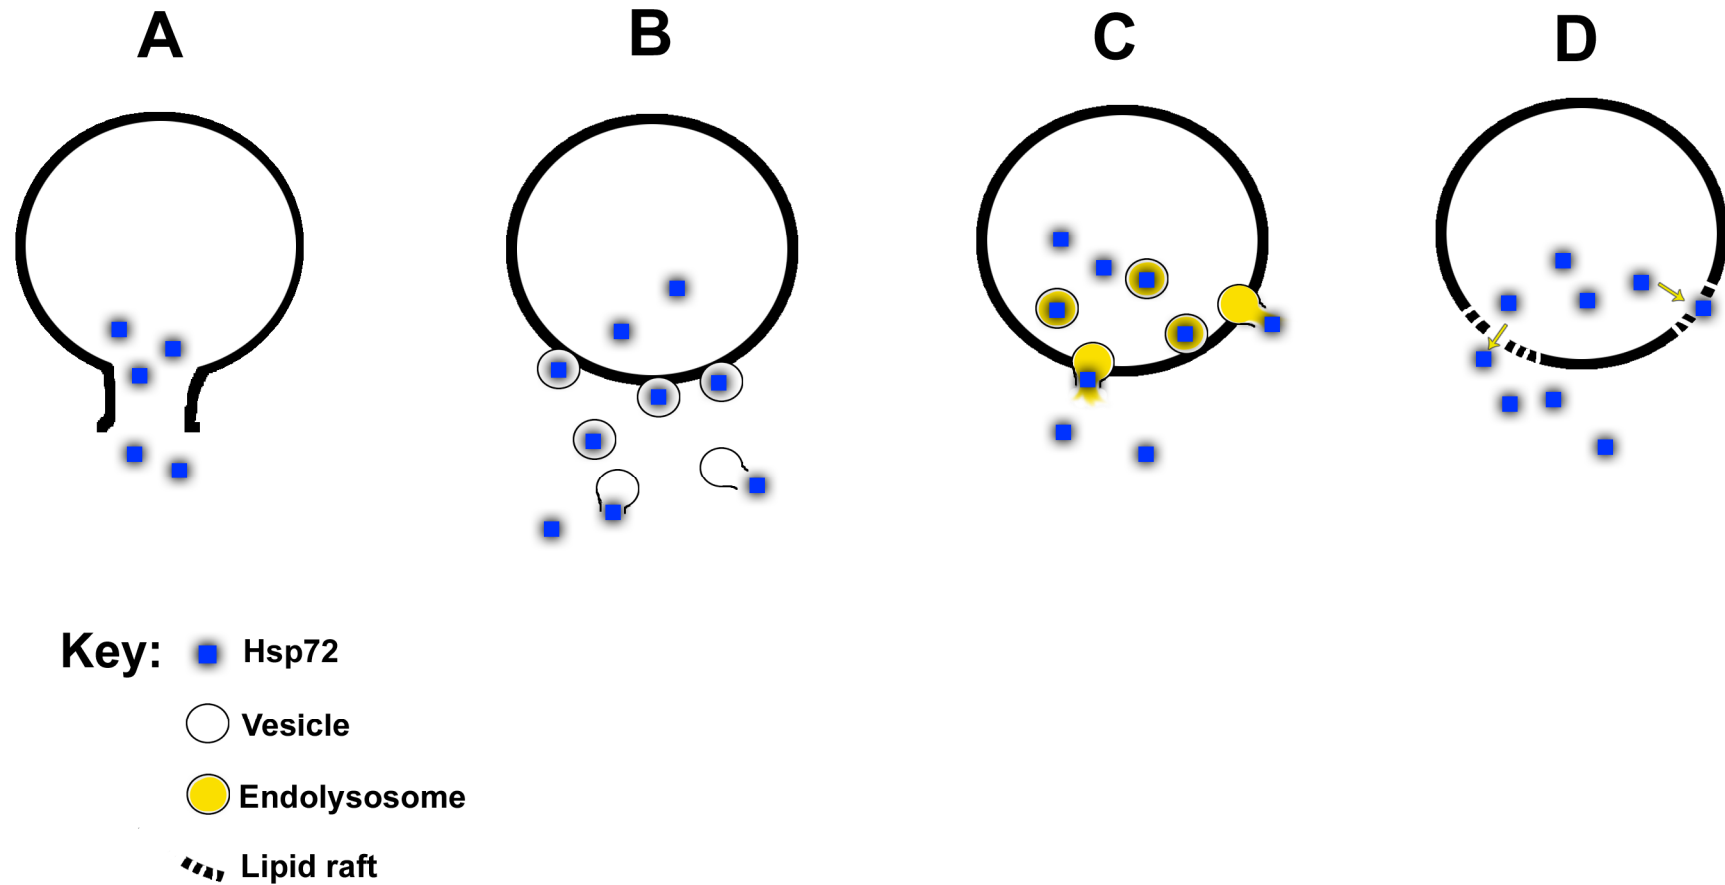 A B C D
Key: Hsp72
Vesicle
Endolysosome
Lipid raft